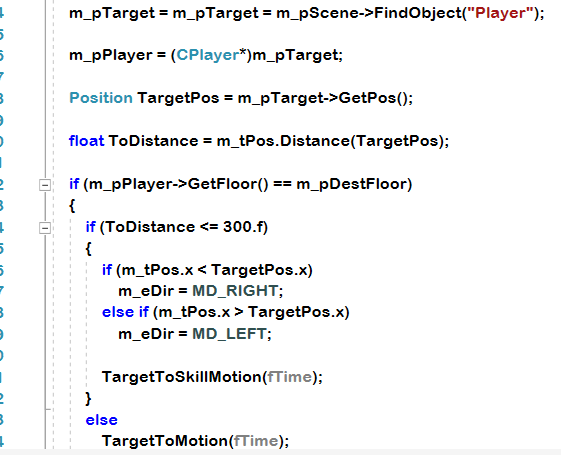 m_pTarget = m_pTarget = m_pScene->FindObject("Player");
m_pPlayer = (CPlayer*)m_pTarget;
Position TargetPos = m_pTarget->GetPos();
float ToDistance = m_tPos.Distance(TargetPos);
if (m_pPlayer->GetFloor() == m_pDestFloor)
{
if (ToDistance <= 300.f)
{
if (m_tPos.x < TargetPos.x)
m_eDir = MD_RIGHT;
else if (m_tPos.x > TargetPos.x)
m_eDir = MD_LEFT;
TargetToSkillMotion(fTime);
}
else
TargetToMotion(fTime);